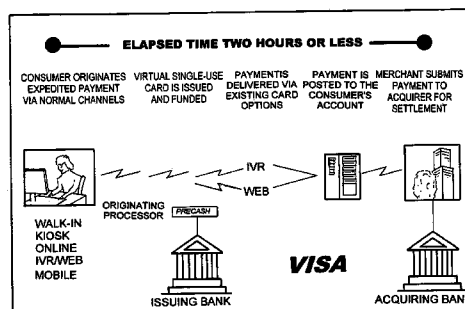 ELAPSED TIME TWO HOURS OR LESS
CONSUMER ORIGINATES
EXPEDITED PAYMENT
VIA NORMAL CHANNELS
VIRTUAL SINGLE-USE
CARD IS ISSUED
AND FUNDED
PAYMENTIS
DELIVERED VIA
EXISTING CARD
OPTIONS
PAYMENT IS
POSTED TO THE
CONSUMER'S
ACCOUNT
MERCHANT SUBMITS
PAYMENT TO
ACQUIRER FOR
SETTLEMENT
IVR
WEB
ORIGINATING
PROCESSOR
PRECASH
WALK-IN
KIOSK
ONLINE
IVR/WEB
MOBILE
VISA
ISSUING BANK
ACQUIRING BANK